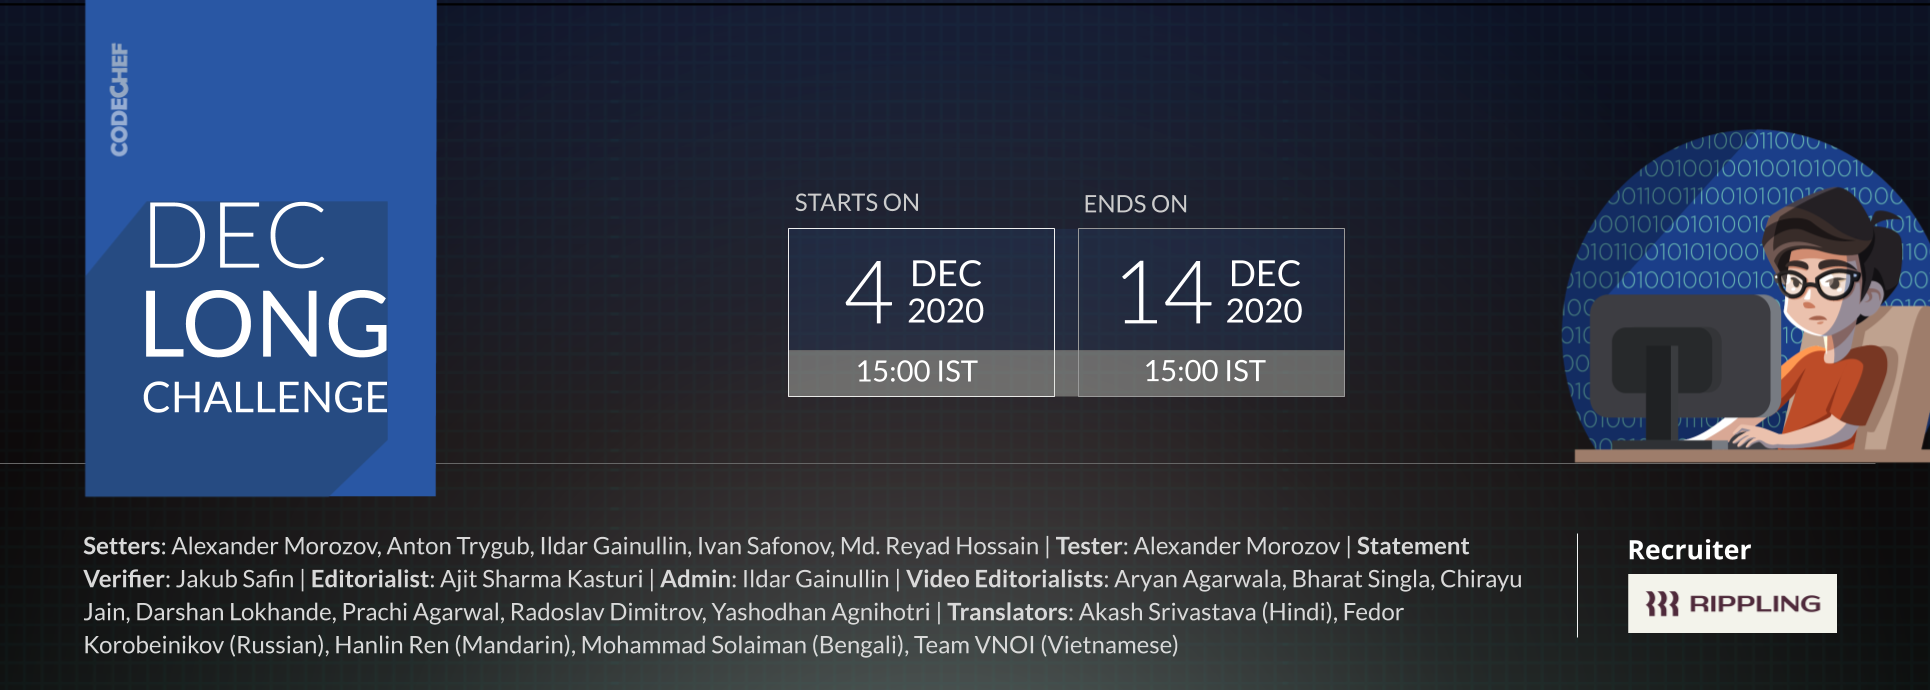 CODECHEF
DEC
LONG
CHALLENGE
STARTS ON
4 DEC 2020
15:00 IST
ENDS ON
14 DEC 2020
15:00 IST
Setters: Alexander Morozov, Anton Trygub, Ildar Gainullin, Ivan Safonov, Md. Reyad Hossain | Tester: Alexander Morozov | Statement
Verifier: Jakub Safin | Editorialist: Ajit Sharma Kasturi | Admin: Ildar Gainullin | Video Editorialists: Aryan Agarwala, Bharat Singla, Chirayu
Jain, Darshan Lokhande, Prachi Agarwal, Radoslav Dimitrov, Yashodhan Agnihotri | Translators: Akash Srivastava (Hindi), Fedor
Korobeinikov (Russian), Hanlin Ren (Mandarin), Mohammad Solaiman (Bengali), Team VNOI (Vietnamese)
Recruiter
RIPPLING